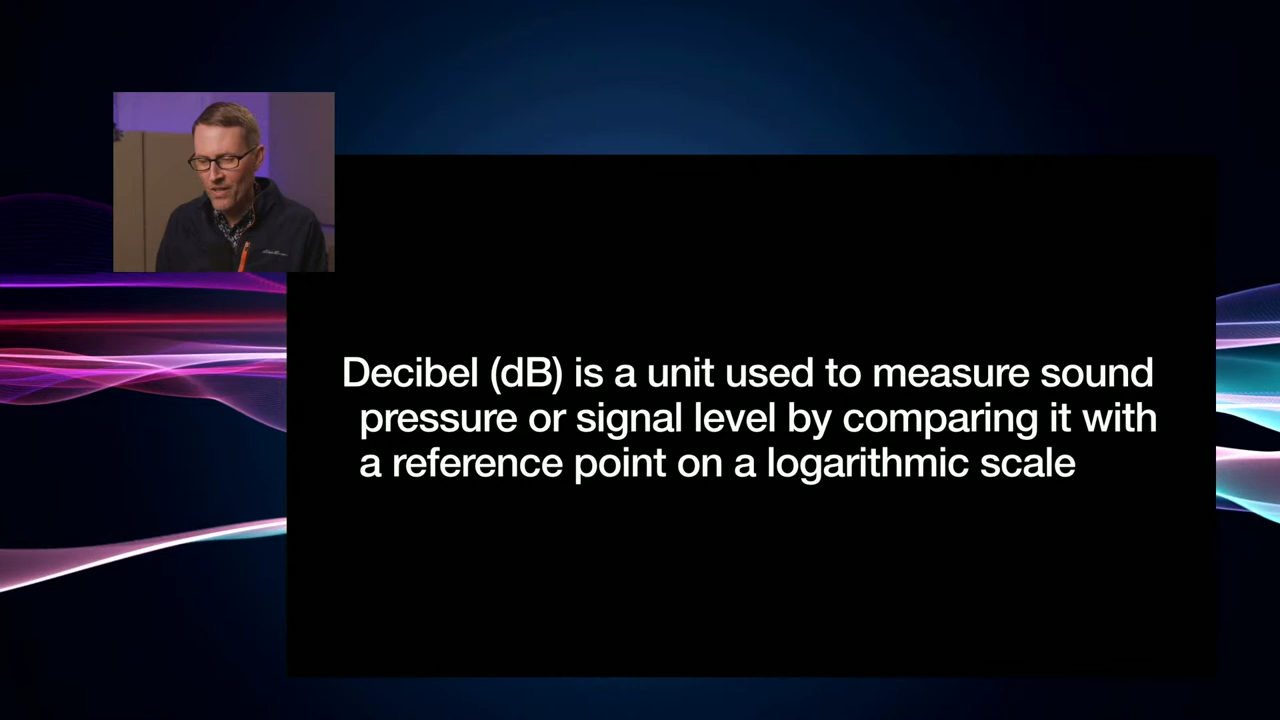 Decibel (dB) is a unit used to measure sound
pressure or signal level by comparing it with
a reference point on a logarithmic scale